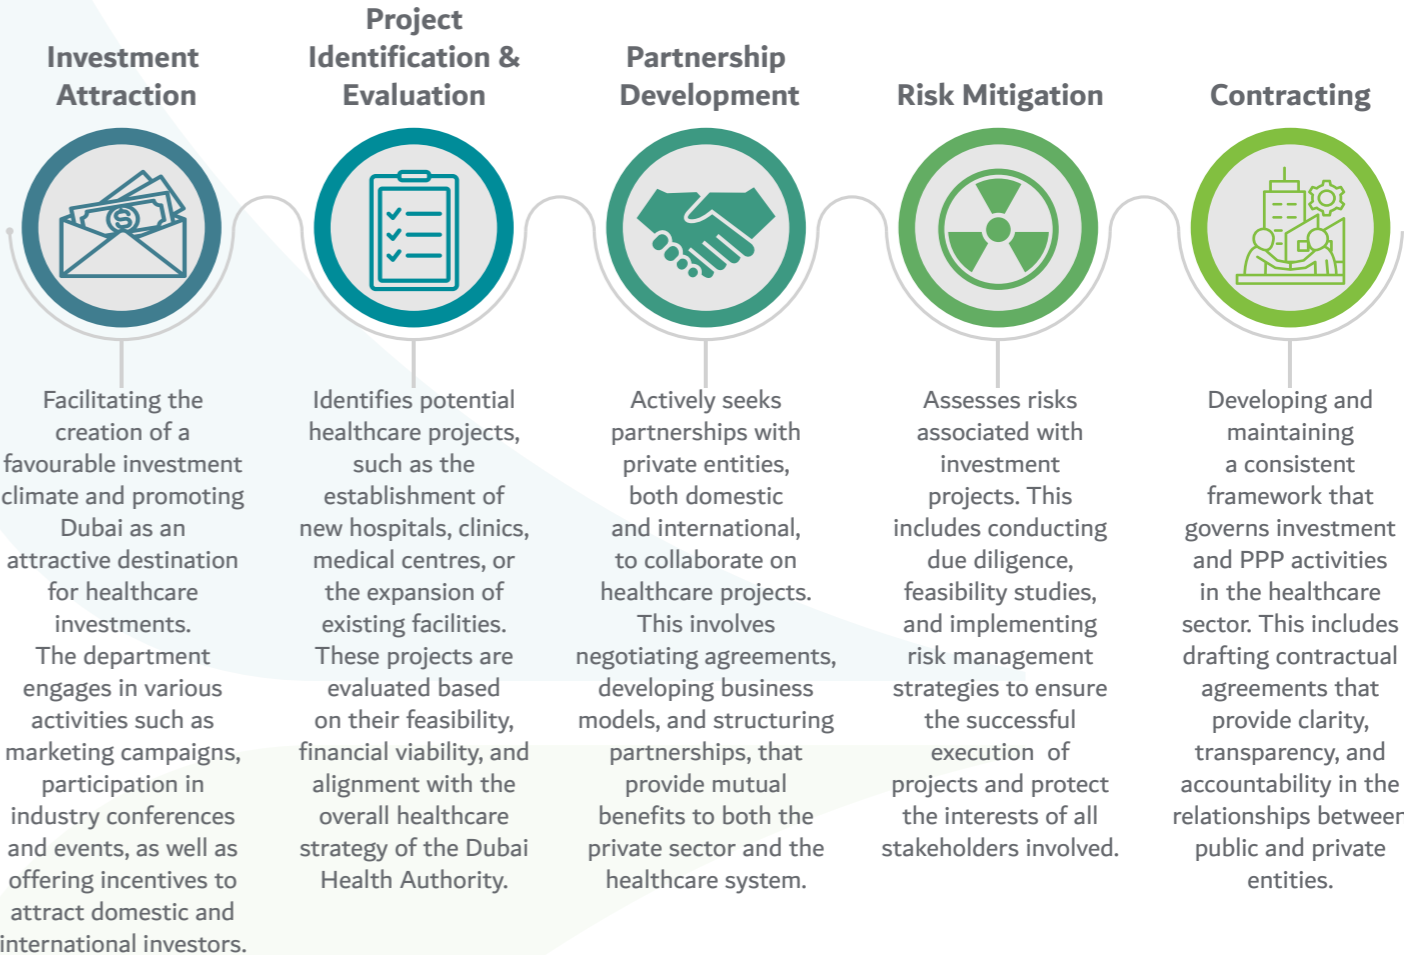 Investment
Attraction
Facilitating the
creation of a
favourable investment
climate and promoting
Dubai as an
attractive destination
for healthcare
investments.
The department
engages in various
activities such as
marketing campaigns,
participation in
industry conferences
and events, as well as
offering incentives to
attract domestic and
international investors.
Project
Identification &
Evaluation
Identifies potential
healthcare projects,
such as the
establishment of
new hospitals, clinics,
medical centres, or
the expansion of
existing facilities.
These projects are
evaluated based
on their feasibility,
financial viability, and
alignment with the
overall healthcare
strategy of the Dubai
Health Authority.
Partnership
Development
Actively seeks
partnerships with
private entities,
both domestic
and international,
to collaborate on
healthcare projects.
This involves
negotiating agreements,
developing business
models, and structuring
partnerships, that
provide mutual
benefits to both the
private sector and the
healthcare system.
Risk Mitigation
Assesses risks
associated with
investment
projects. This
includes conducting
due diligence,
feasibility studies,
and implementing
risk management
strategies to ensure
the successful
execution of
projects and protect
the interests of all
stakeholders involved.
Contracting
Developing and
maintaining
a consistent
framework that
governs investment
and PPP activities
in the healthcare
sector. This includes
drafting contractual
agreements that
provide clarity,
transparency, and
accountability in the
relationships between
public and private
entities.